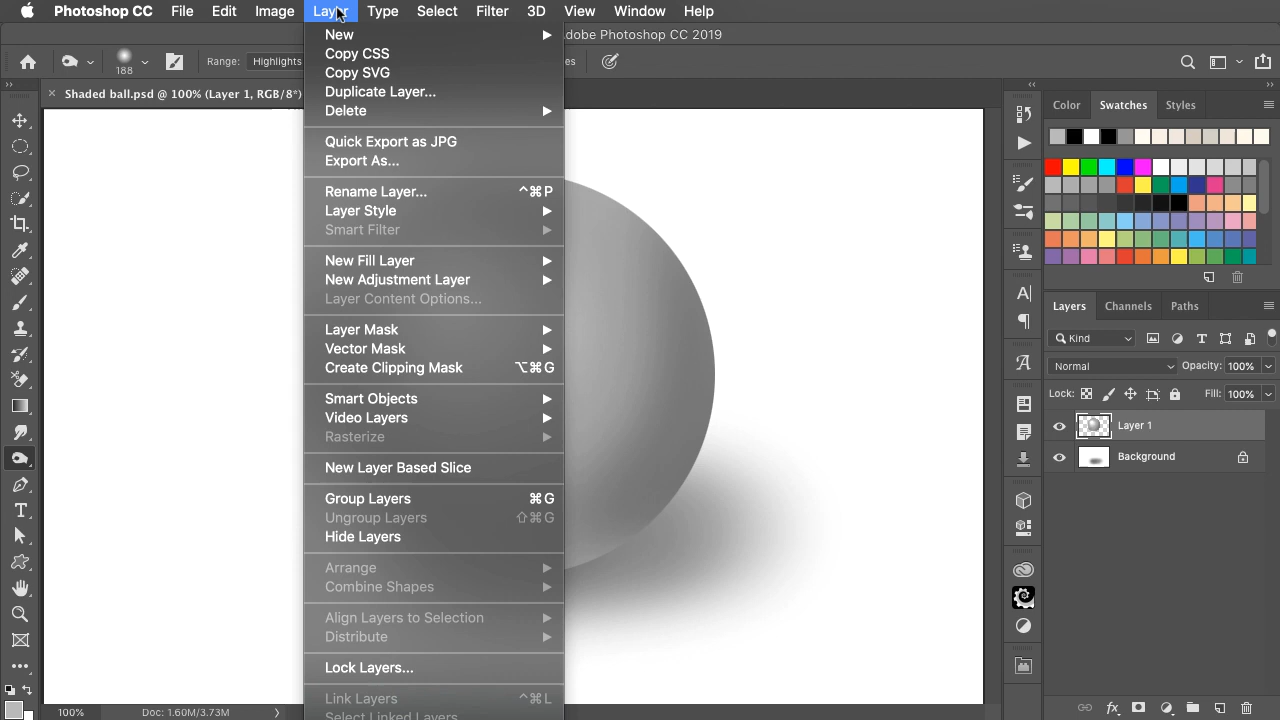 Photoshop CC File Edit Image Layer Type Select Filter 3D View Window Help
dobe Photoshop CC 2019
188 Range: Highlights es
× Shaded ball.psd @ 100% (Layer 1, RGB/8*)
New
Copy CSS
Copy SVG
Duplicate Layer...
Delete
Quick Export as JPG
Export As...
Rename Layer... ^⌘P
Layer Style
Smart Filter
New Fill Layer
New Adjustment Layer
Layer Content Options...
Layer Mask
Vector Mask
Create Clipping Mask ⌥⌘G
Smart Objects
Video Layers
Rasterize
New Layer Based Slice
Group Layers ⌘G
Ungroup Layers ⇧⌘G
Hide Layers
Arrange
Combine Shapes
Align Layers to Selection
Distribute
Lock Layers...
Link Layers ^⌘L
Select Linked Layers
Color Swatches Styles
Layers Channels Paths
Kind
Normal Opacity: 100%
Lock: Fill: 100%
Layer 1
Background
100% Doc: 1.60M/3.73M